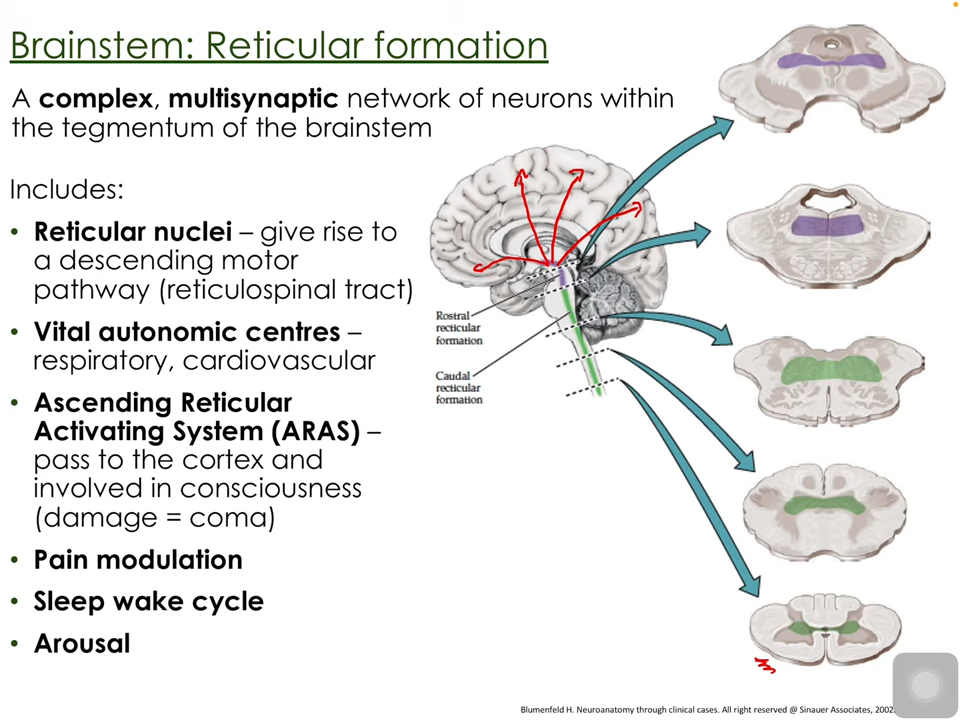 Brainstem: Reticular formation
A complex, multisynaptic network of neurons within
the tegmentum of the brainstem
Includes:
• Reticular nuclei – give rise to
a descending motor
pathway (reticulospinal tract)
• Vital autonomic centres –
respiratory, cardiovascular
• Ascending Reticular
Activating System (ARAS) –
pass to the cortex and
involved in consciousness
(damage = coma)
• Pain modulation
• Sleep wake cycle
• Arousal
Rostral
recticular
formation
Caudal
recticular
formation
Blumenfeld H. Neuroanatomy through clinical cases. All right reserved @ Sinauer Associates, 2002.